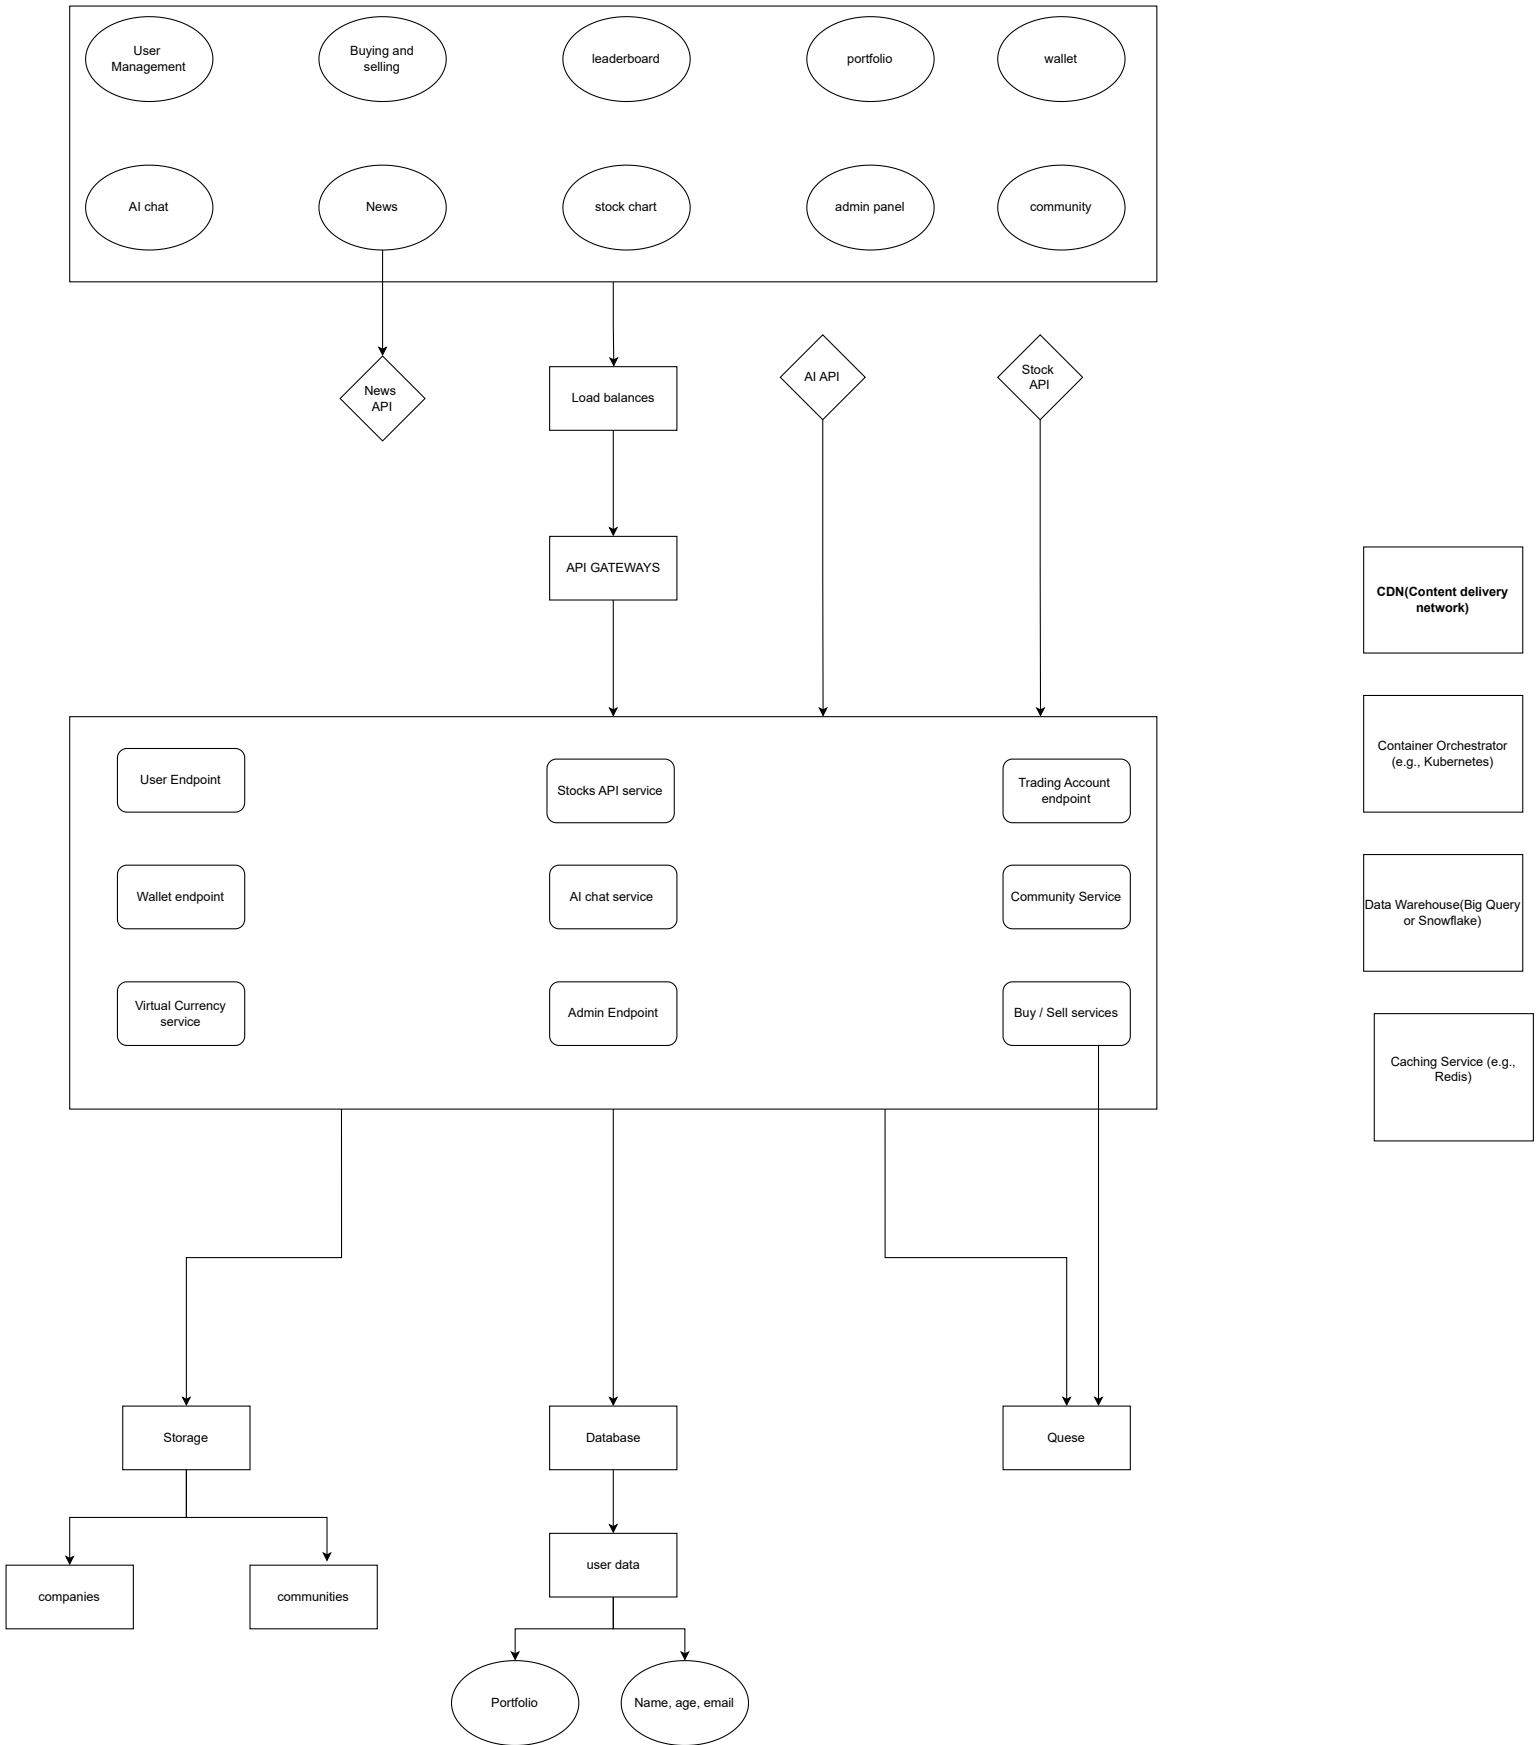 User
Management
Buying and
selling
leaderboard
portfolio
wallet
AI chat
News
stock chart
admin panel
community
News
API
Load balances
AI API
Stock
API
API GATEWAYS
CDN(Content delivery
network)
Container Orchestrator
(e.g., Kubernetes)
Data Warehouse(Big Query
or Snowflake)
Caching Service (e.g.,
Redis)
User Endpoint
Stocks API service
Trading Account
endpoint
Wallet endpoint
AI chat service
Community Service
Virtual Currency
service
Admin Endpoint
Buy / Sell services
Storage
Database
Quese
companies
communities
user data
Portfolio
Name, age, email